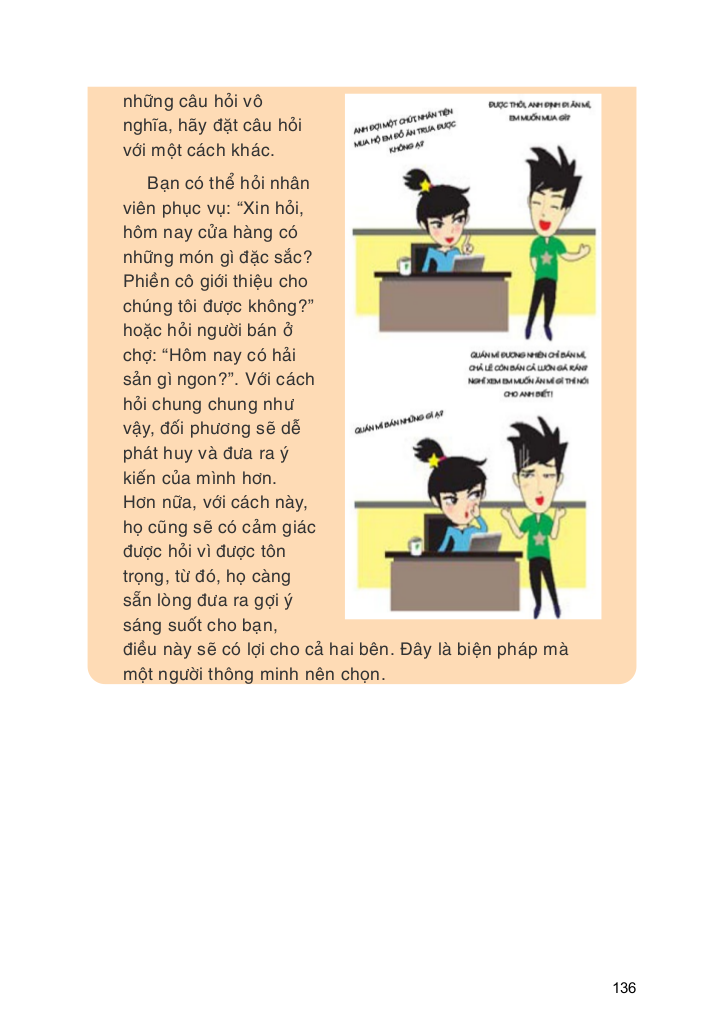 những câu hỏi vô
nghĩa, hãy đặt câu hỏi
với một cách khác.
Bạn có thể hỏi nhân
viên phục vụ: “Xin hỏi,
hôm nay cửa hàng có
những món gì đặc sắc?
Phiền cô giới thiệu cho
chúng tôi được không?”
hoặc hỏi người bán ở
chợ: “Hôm nay có hải
sản gì ngon?”. Với cách
hỏi chung chung như
vậy, đối phương sẽ dễ
phát huy và đưa ra ý
kiến của mình hơn.
Hơn nữa, với cách này,
họ cũng sẽ có cảm giác
được hỏi vì được tôn
trọng, từ đó, họ càng
sẵn lòng đưa ra gợi ý
sáng suốt cho bạn,
điều này sẽ có lợi cho cả hai bên. Đây là biện pháp mà
một người thông minh nên chọn.
ANH ĐỢI MỘT CHÚT, NHÂN TIỆN
MUA HỘ EM ĐỒ ĂN TRƯA ĐƯỢC
KHÔNG Ạ?
ĐƯỢC THÔI, ANH ĐỊNH ĐI ĂN MÌ,
EM MUỐN MUA GÌ?
QUÁN MÌ BÁN NHỮNG GÌ Ạ?
QUÁN MÌ ĐƯƠNG NHIÊN CHỈ BÁN MÌ,
CHẢ LẼ CÒN BÁN CẢ LƯỜN GÀ RÁN?
NGHĨ XEM EM MUỐN ĂN MÌ GÌ THÌ NÓI
CHO ANH BIẾT!
136